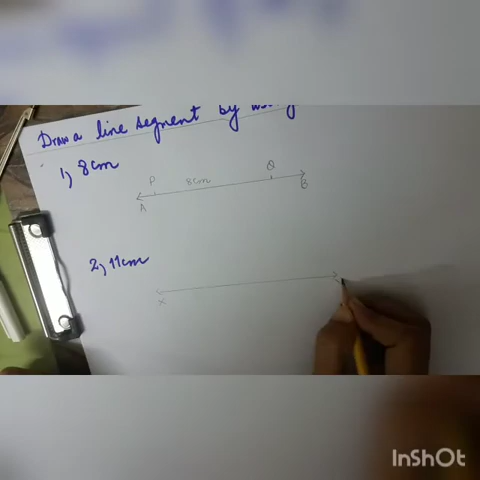 Draw a line segment by
1) 8cm
P 8cm Q
A B
2) 11cm
X
InShOt